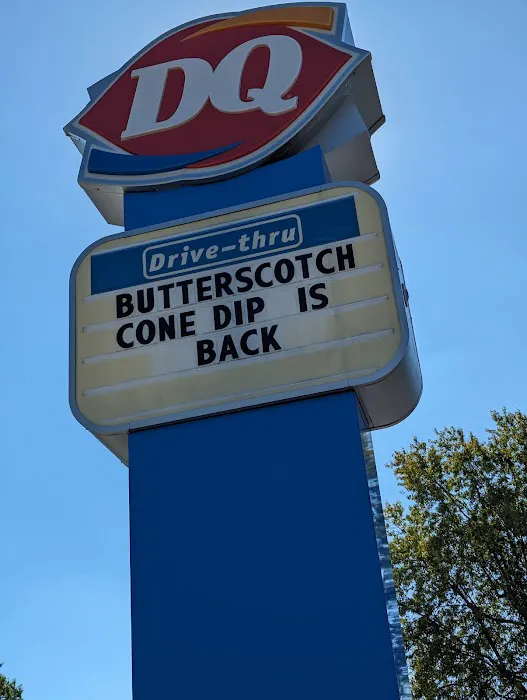 DQ
Drive-thru
BUTTERSCOTCH
CONE DIP IS
BACK